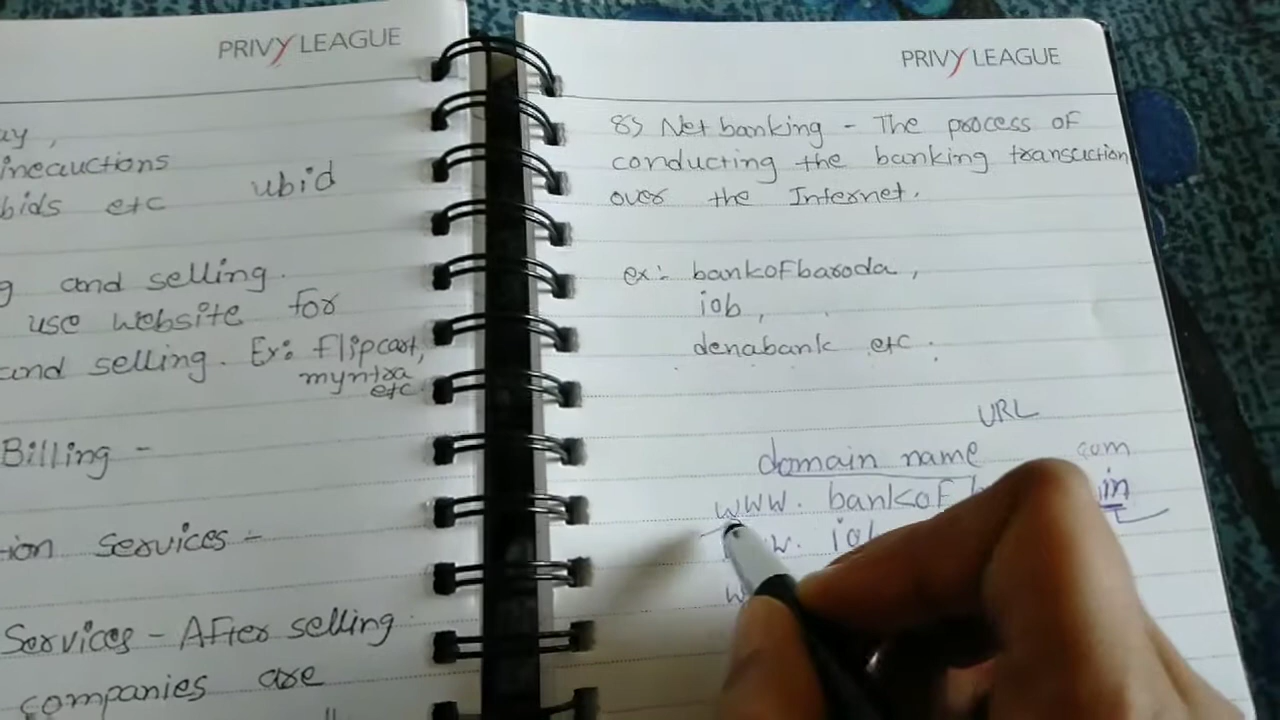 PRIVY LEAGUE
ay,
ineauctions
bids etc ubid
g and selling.
use website for
and selling. Ex: flipcart,
myntra
etc.
Billing -
tion Services -
Services - After selling
companies are
PRIVY LEAGUE
8) Net banking - The process of
conducting the banking transaction
over the Internet.
ex: bankofbaroda,
iob,
denabank etc.
URL
domain name com
www. bankof in
w. iob
w